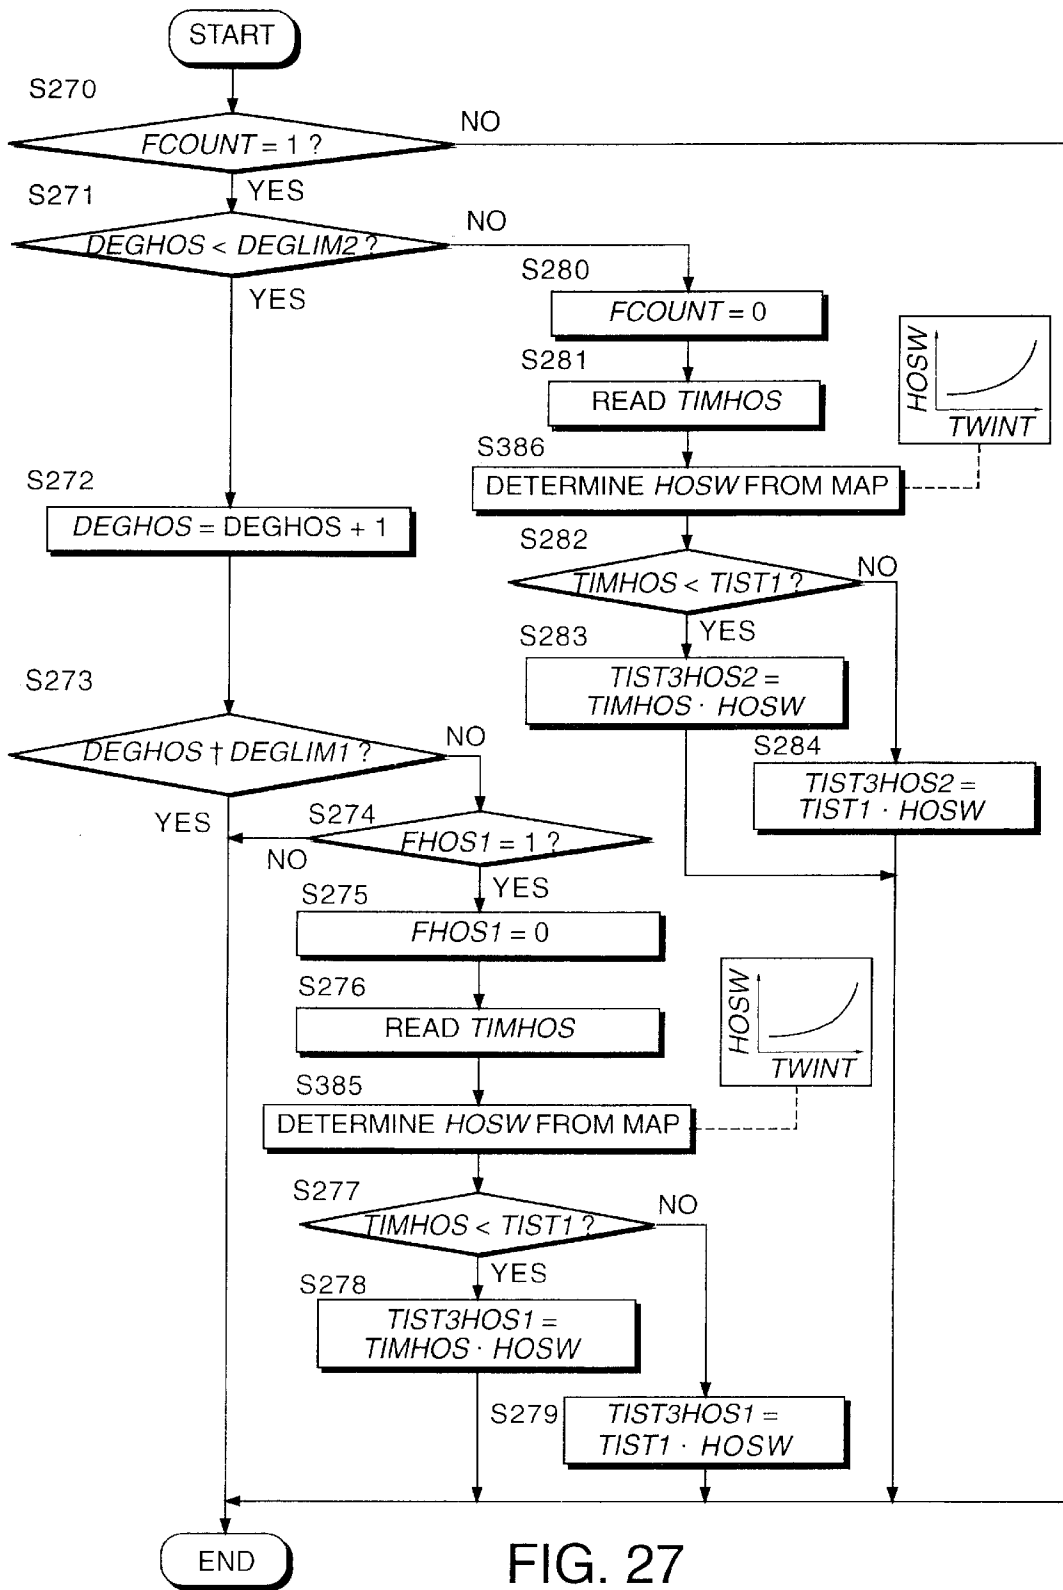 START
S270
FCOUNT = 1 ?
NO
YES
S271
DEGHOS < DEGLIM2 ?
NO
YES
S280
FCOUNT = 0
S281
READ TIMHOS
HOSW
TWINT
S386
DETERMINE HOSW FROM MAP
S272
DEGHOS = DEGHOS + 1
S282
TIMHOS < TIST1 ?
NO
YES
S283
TIST3HOS2 =
TIMHOS · HOSW
S273
DEGHOS † DEGLIM1 ?
NO
YES
S284
TIST3HOS2 =
TIST1 · HOSW
S274
FHOS1 = 1 ?
NO
YES
S275
FHOS1 = 0
S276
READ TIMHOS
HOSW
TWINT
S385
DETERMINE HOSW FROM MAP
S277
TIMHOS < TIST1 ?
NO
YES
S278
TIST3HOS1 =
TIMHOS · HOSW
S279
TIST3HOS1 =
TIST1 · HOSW
END
FIG. 27